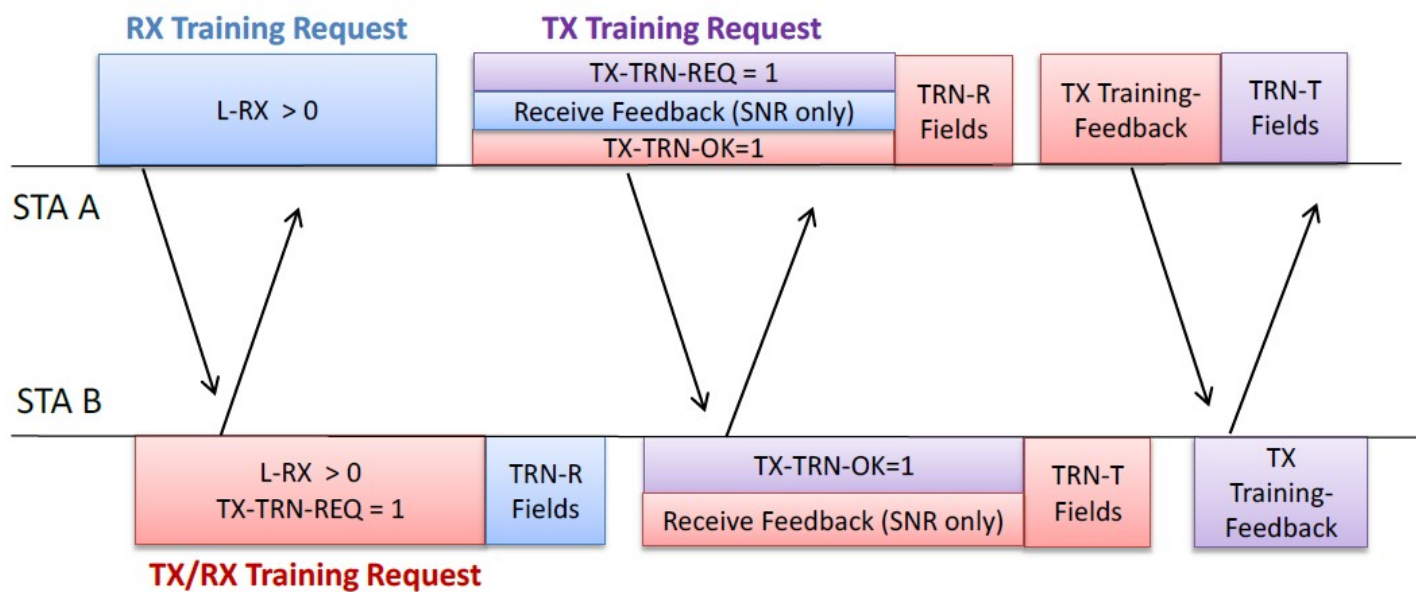 RX Training Request
TX Training Request
L-RX > 0
TX-TRN-REQ = 1
Receive Feedback (SNR only)
TX-TRN-OK=1
TRN-R
Fields
TX Training-
Feedback
TRN-T
Fields
STA A
STA B
L-RX > 0
TX-TRN-REQ = 1
TRN-R
Fields
TX-TRN-OK=1
Receive Feedback (SNR only)
TRN-T
Fields
TX
Training-
Feedback
TX/RX Training Request